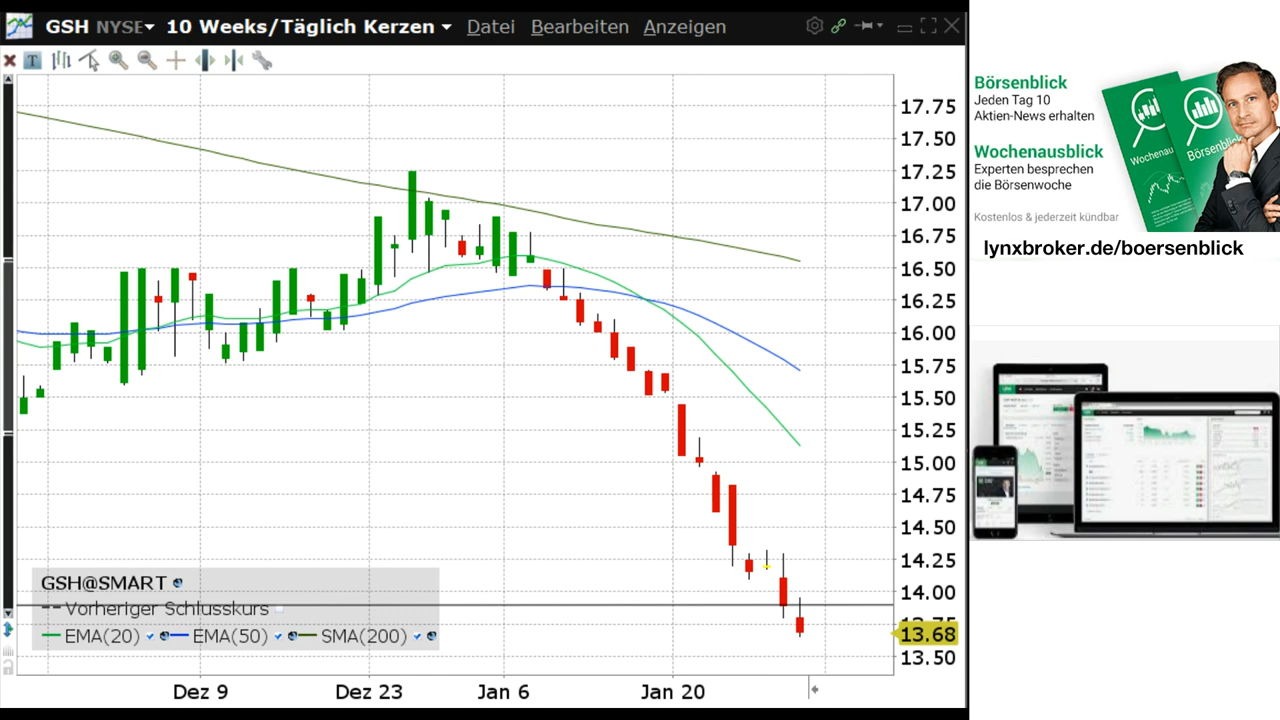 GSH NYSE 10 Weeks/Täglich Kerzen Datei Bearbeiten Anzeigen
T
17.75
17.50
17.25
17.00
16.75
16.50
16.25
16.00
15.75
15.50
15.25
15.00
14.75
14.50
14.25
14.00
13.68
13.50
GSH@SMART
Vorheriger Schlusskurs
EMA(20) EMA(50) SMA(200)
Dez 9 Dez 23 Jan 6 Jan 20
Börsenblick
Jeden Tag 10
Aktien-News erhalten
Wochenausblick
Experten besprechen
die Börsenwoche
Kostenlos & jederzeit kündbar
Wochenau
Börsenblick
lynxbroker.de/boersenblick